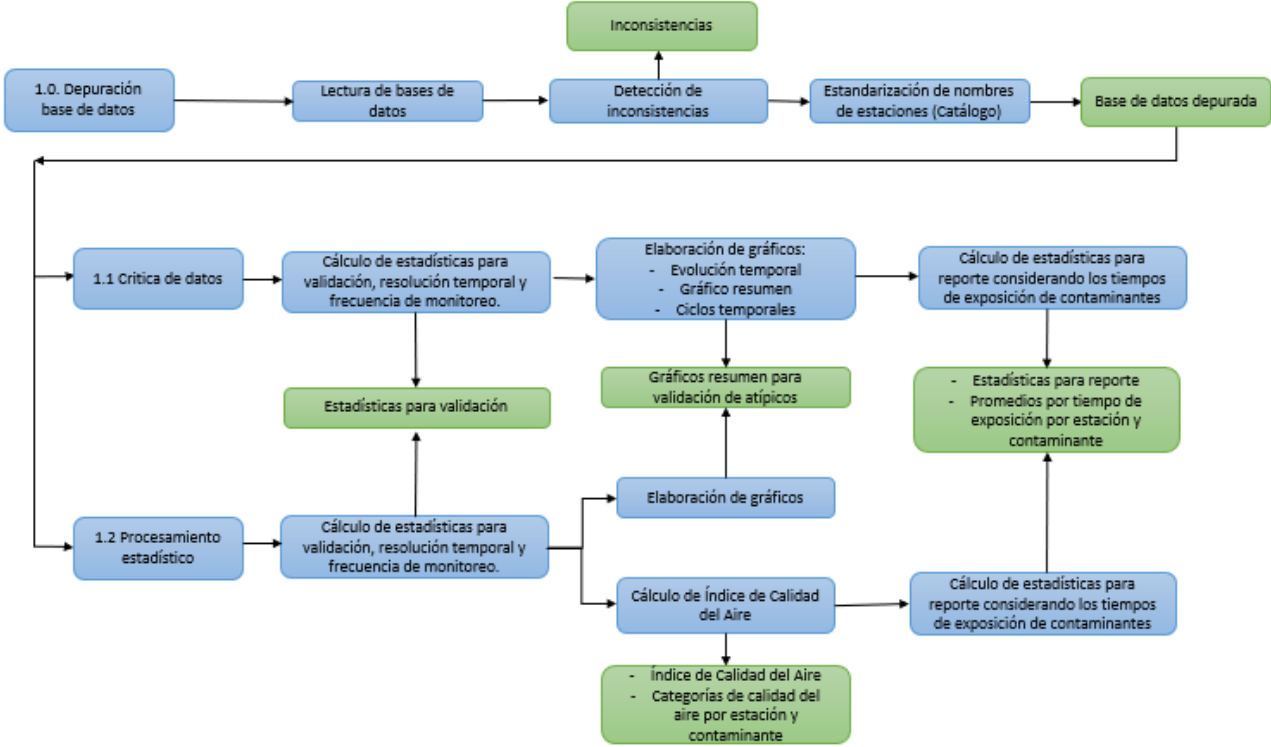 Inconsistencias
1.0. Depuración
base de datos
Lectura de bases de
datos
Detección de
inconsistencias
Estandarización de nombres
de estaciones (Catálogo)
Base de datos depurada
1.1 Critica de datos
Cálculo de estadísticas para
validación, resolución temporal y
frecuencia de monitoreo.
Elaboración de gráficos:
- Evolución temporal
- Gráfico resumen
- Ciclos temporales
Cálculo de estadísticas para
reporte considerando los tiempos
de exposición de contaminantes
Estadísticas para validación
Gráficos resumen para
validación de atípicos
- Estadísticas para reporte
- Promedios por tiempo de
exposición por estación y
contaminante
Elaboración de gráficos
1.2 Procesamiento
estadístico
Cálculo de estadísticas para
validación, resolución temporal y
frecuencia de monitoreo.
Cálculo de Índice de Calidad
del Aire
Cálculo de estadísticas para
reporte considerando los tiempos
de exposición de contaminantes
- Índice de Calidad del Aire
- Categorías de calidad del
aire por estación y
contaminante